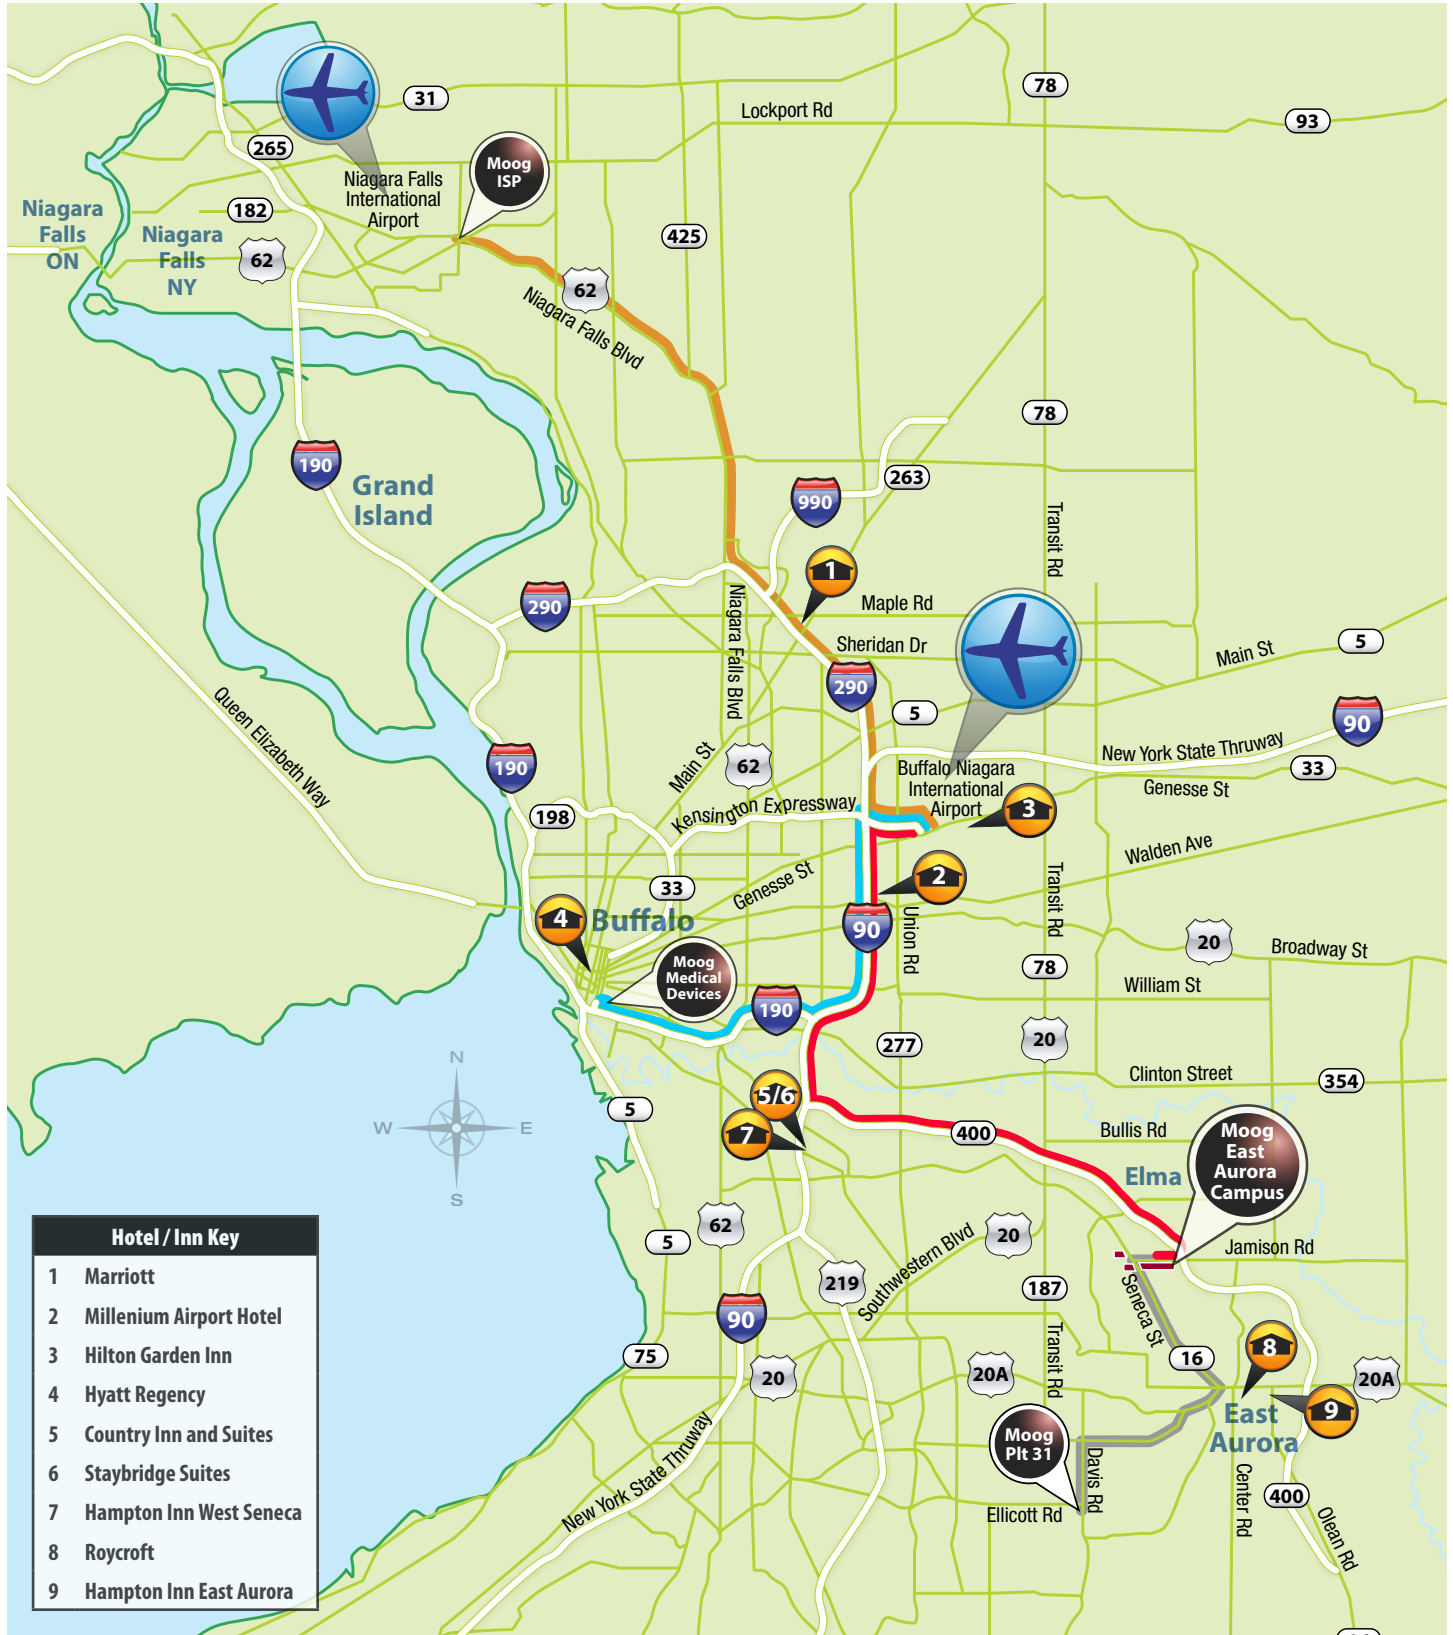 78
31
Lockport Rd
93
265
Moog
ISP
Niagara Falls
International
Airport
Niagara
Falls
ON
182
Niagara
Falls
NY
62
425
62
Niagara Falls Blvd
78
190
Grand
Island
263
990
Transit Rd
1
290
Maple Rd
Niagara Falls Blvd
Sheridan Dr
Main St
5
290
Queen Elizabeth Way
5
90
New York State Thruway
Main St
62
190
33
Buffalo Niagara
International
Airport
Genesse St
Kensington Expressway
3
198
Walden Ave
Genesse St
2
33
Transit Rd
4
Buffalo
90
Union Rd
20
Broadway St
Moog
Medical
Devices
78
William St
190
20
277
Clinton Street
354
N
W
E
S
5/6
5
7
400
Bullis Rd
Moog
East
Aurora
Campus
Elma
62
20
5
Southwestern Blvd
Jamison Rd
219
187
Seneca St
90
75
Transit Rd
16
8
20
20A
20A
9
East
Aurora
Moog
Plt 31
New York State Thruway
Davis Rd
Center Rd
400
Ellicott Rd
Olean Rd
Hotel / Inn Key
1 Marriott
2 Millenium Airport Hotel
3 Hilton Garden Inn
4 Hyatt Regency
5 Country Inn and Suites
6 Staybridge Suites
7 Hampton Inn West Seneca
8 Roycroft
9 Hampton Inn East Aurora